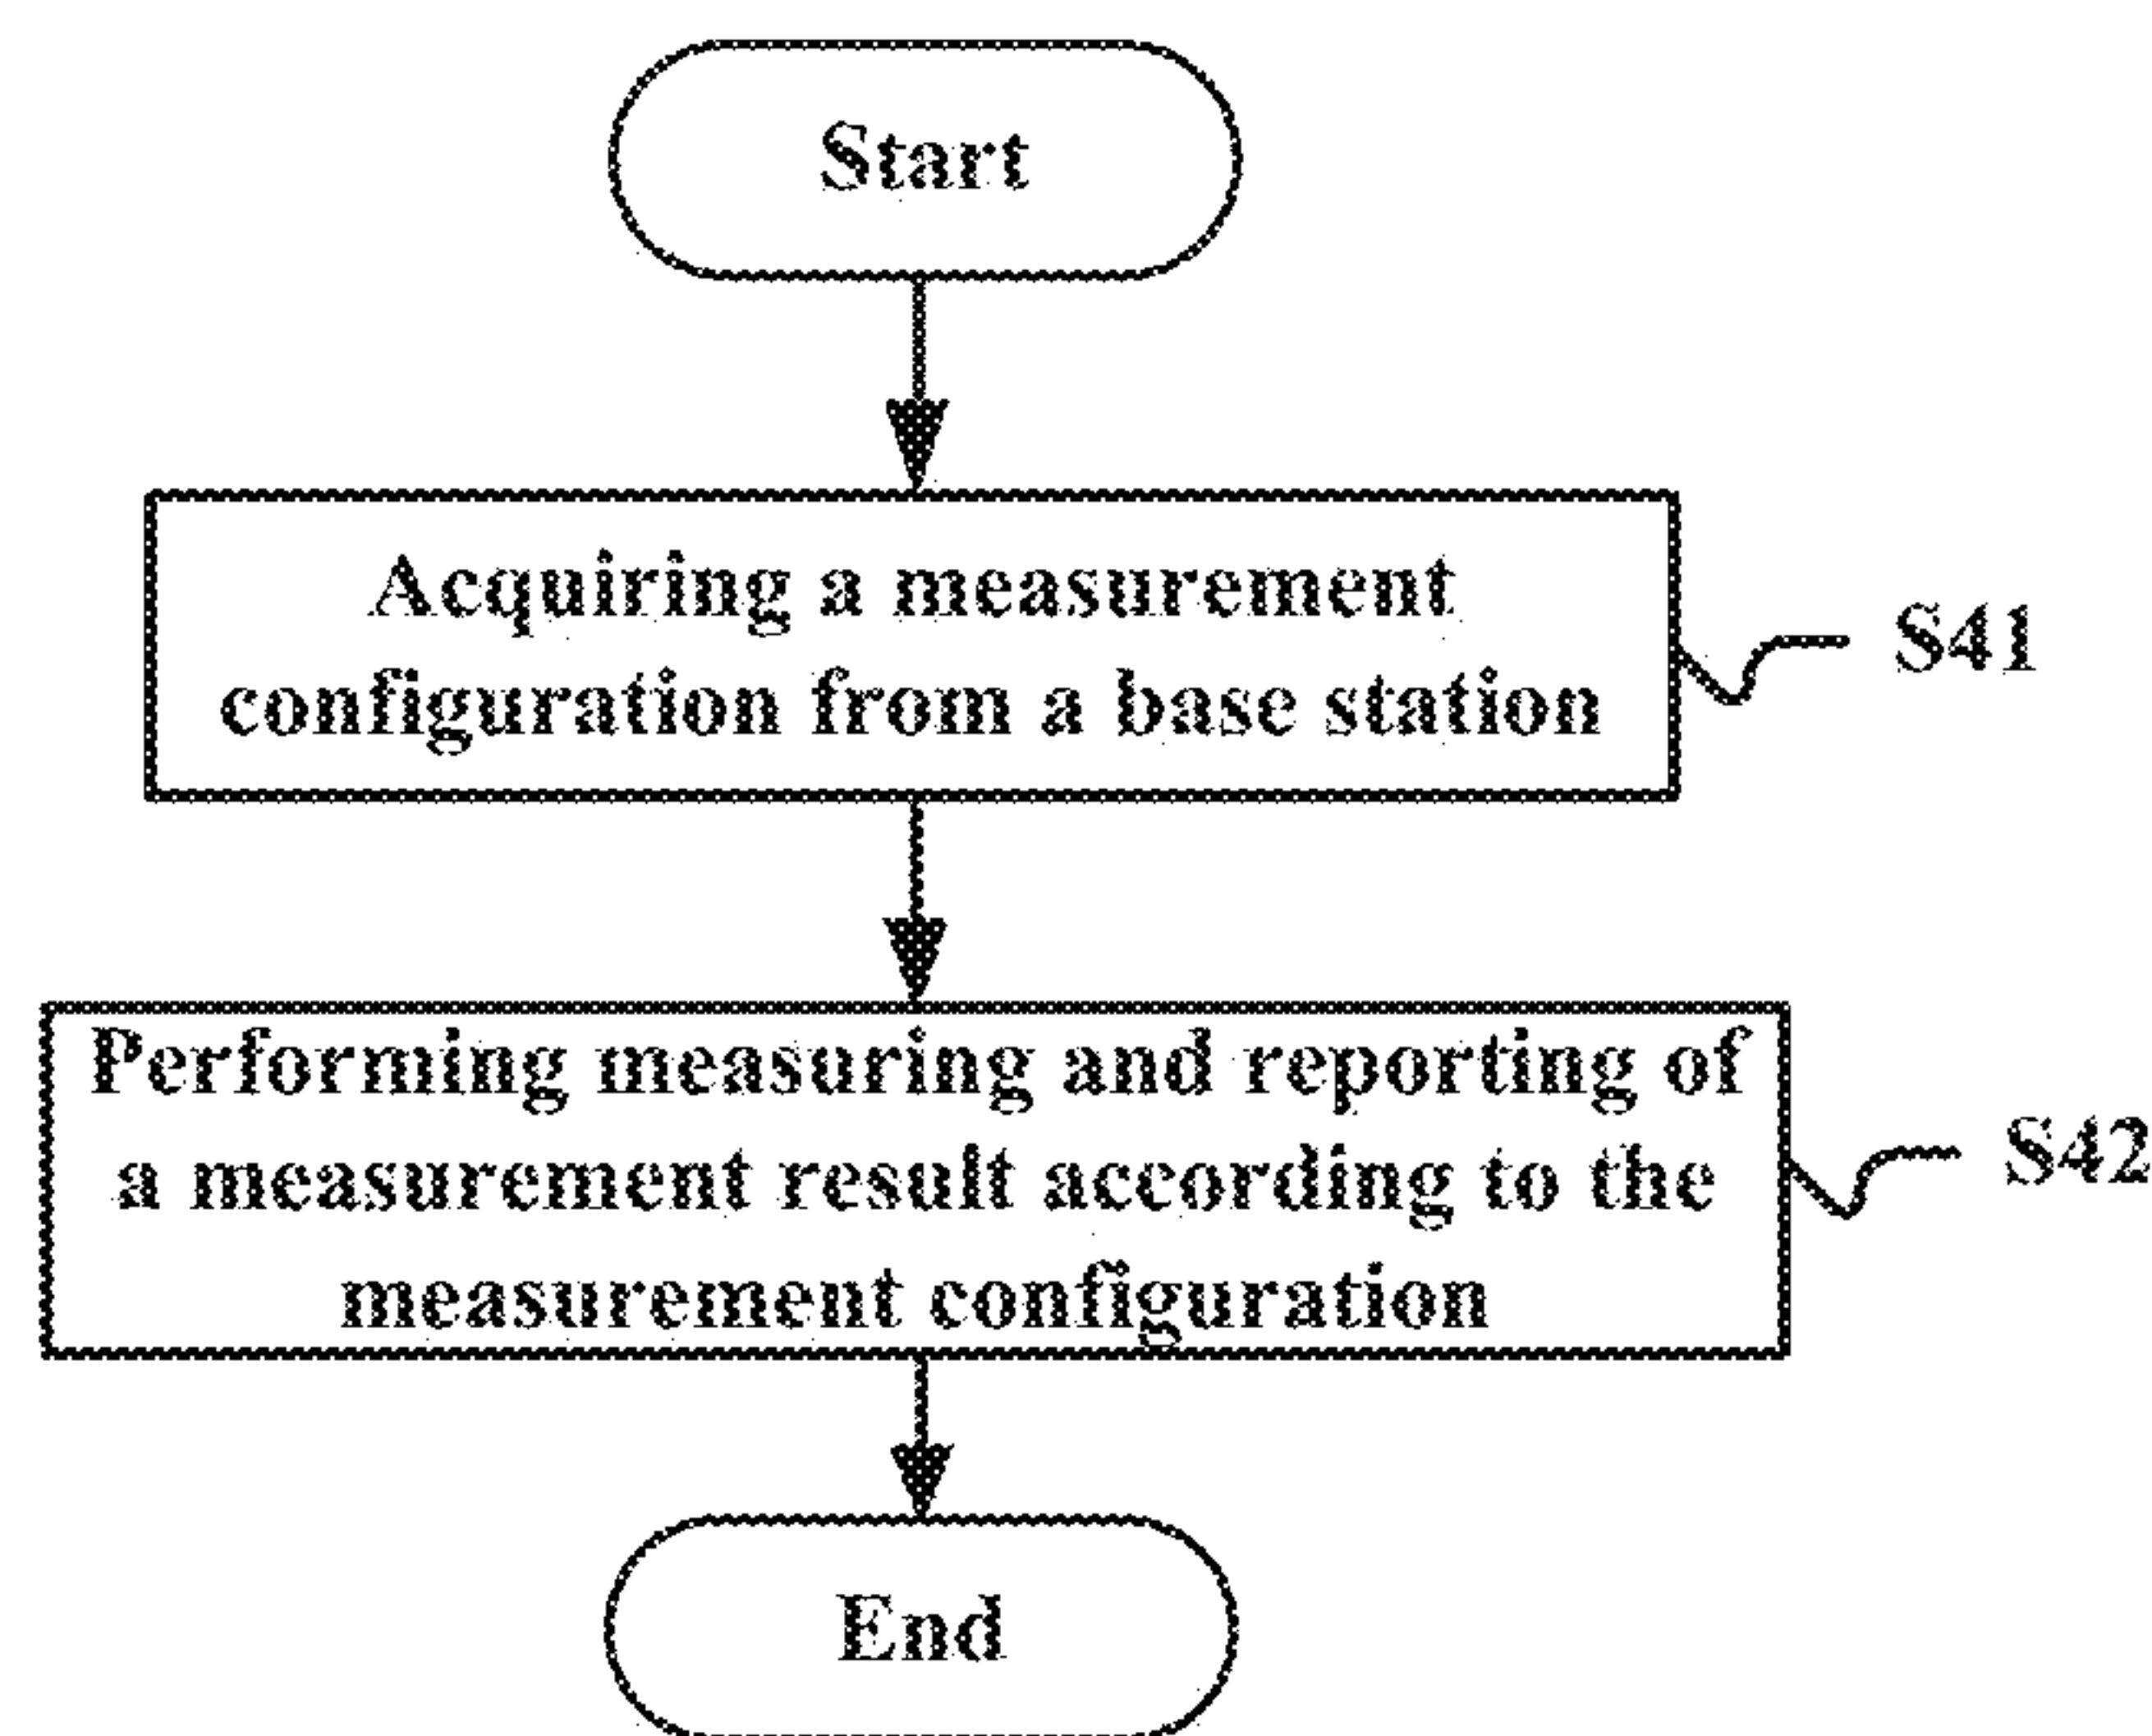 Start
Acquiring a measurement
configuration from a base station
S41
Performing measuring and reporting of
a measurement result according to the
measurement configuration
S42
End